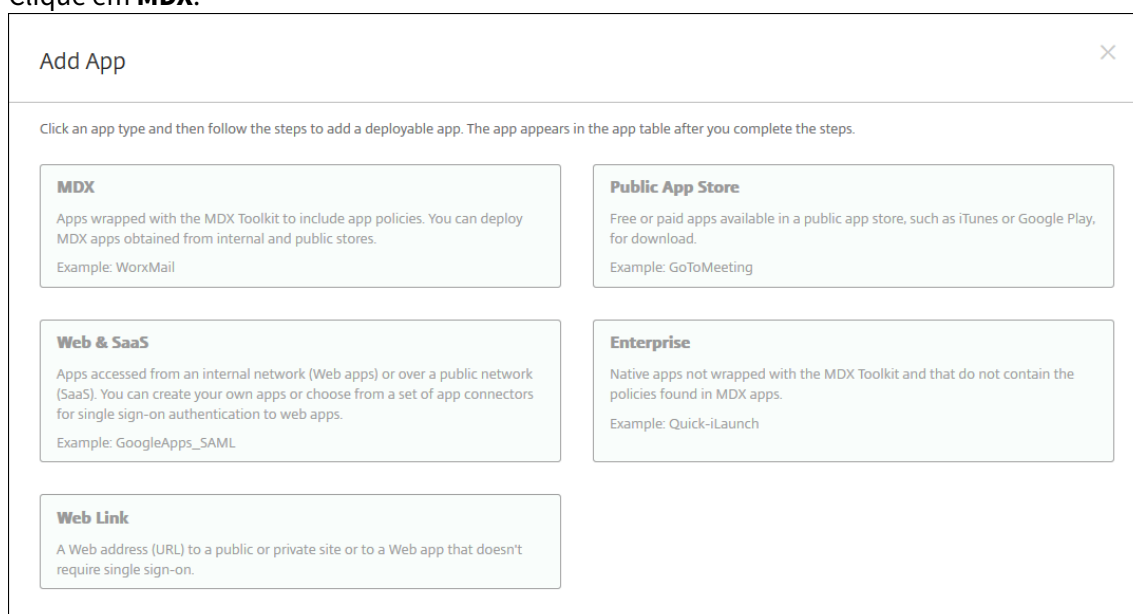 Clique em MDX.
Add App
Click an app type and then follow the steps to add a deployable app. The app appears in the app table after you complete the steps.
MDX
Apps wrapped with the MDX Toolkit to include app policies. You can deploy
MDX apps obtained from internal and public stores.
Example: WorxMail
Public App Store
Free or paid apps available in a public app store, such as iTunes or Google Play,
for download.
Example: GoToMeeting
Web & SaaS
Apps accessed from an internal network (Web apps) or over a public network
(SaaS). You can create your own apps or choose from a set of app connectors
for single sign-on authentication to web apps.
Example: GoogleApps_SAML
Enterprise
Native apps not wrapped with the MDX Toolkit and that do not contain the
policies found in MDX apps.
Example: Quick-iLaunch
Web Link
A Web address (URL) to a public or private site or to a Web app that doesn't
require single sign-on.